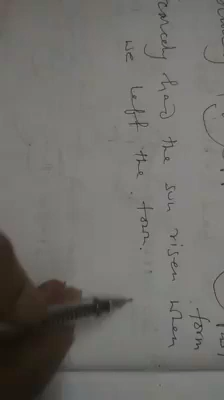 scarcely had the sun risen when
we left the town.
form